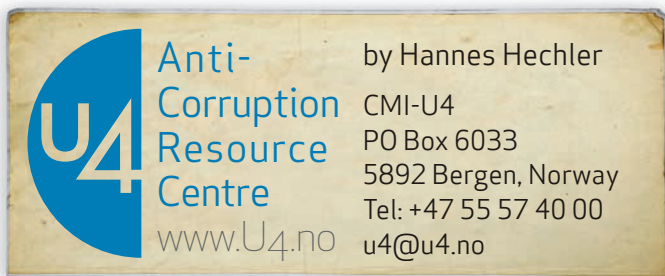 U4
Anti-
Corruption
Resource
Centre
www.U4.no
by Hannes Hechler
CMI-U4
PO Box 6033
5892 Bergen, Norway
Tel: +47 55 57 40 00
u4@u4.no